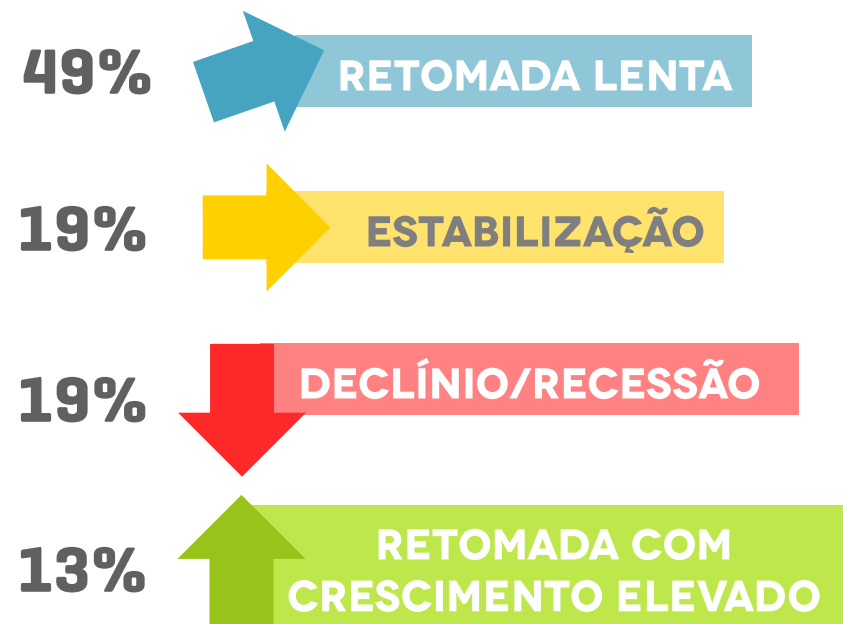 49% RETOMADA LENTA
19% ESTABILIZAÇÃO
19% DECLÍNIO/RECESSÃO
13% RETOMADA COM
CRESCIMENTO ELEVADO